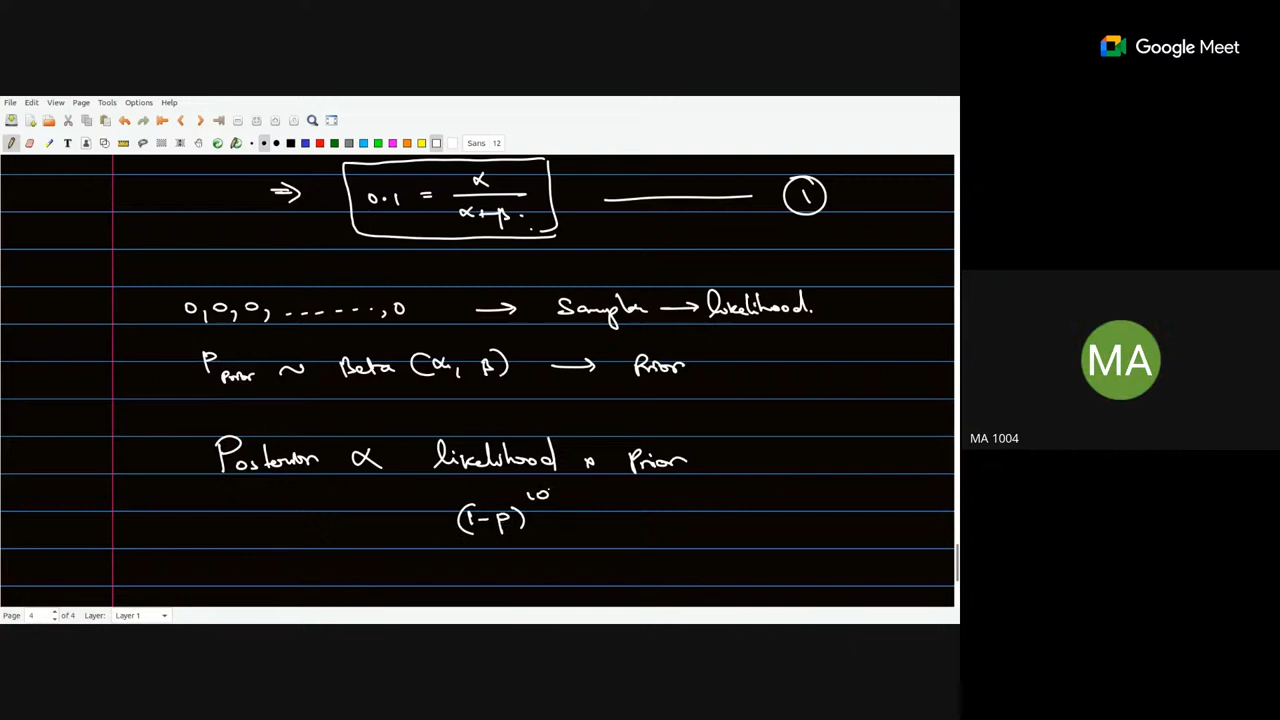 Google Meet
File Edit View Page Tools Options Help
Sans 12
⇒ 0.1 = α / (α + β) ——— ①
0, 0, 0, ......., 0 → Samples → likelihood.
P_prior ~ Beta (α, β) → Prior
Posterior ∝ likelihood × Prior
(1-p)^10
MA
MA 1004
Page 4 of 4 Layer: Layer 1